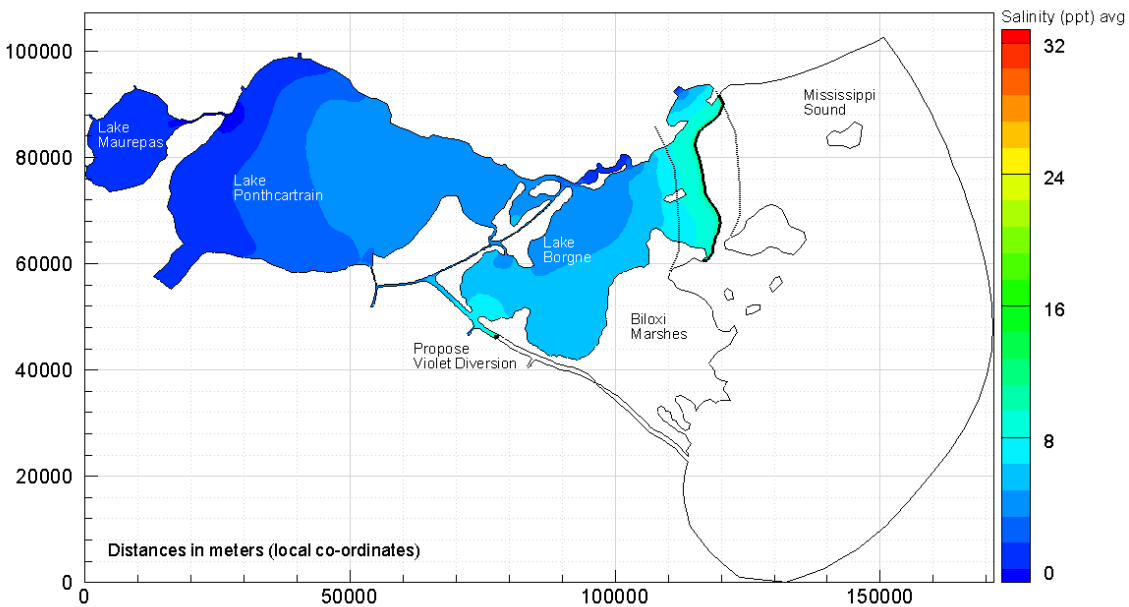 Salinity (ppt) avg
100000
80000
60000
40000
20000
0
0
50000
100000
150000
32
24
16
8
0
Lake
Maurepas
Lake
Ponthcartrain
Lake
Borgne
Mississippi
Sound
Biloxi
Marshes
Propose
Violet Diversion
Distances in meters (local co-ordinates)